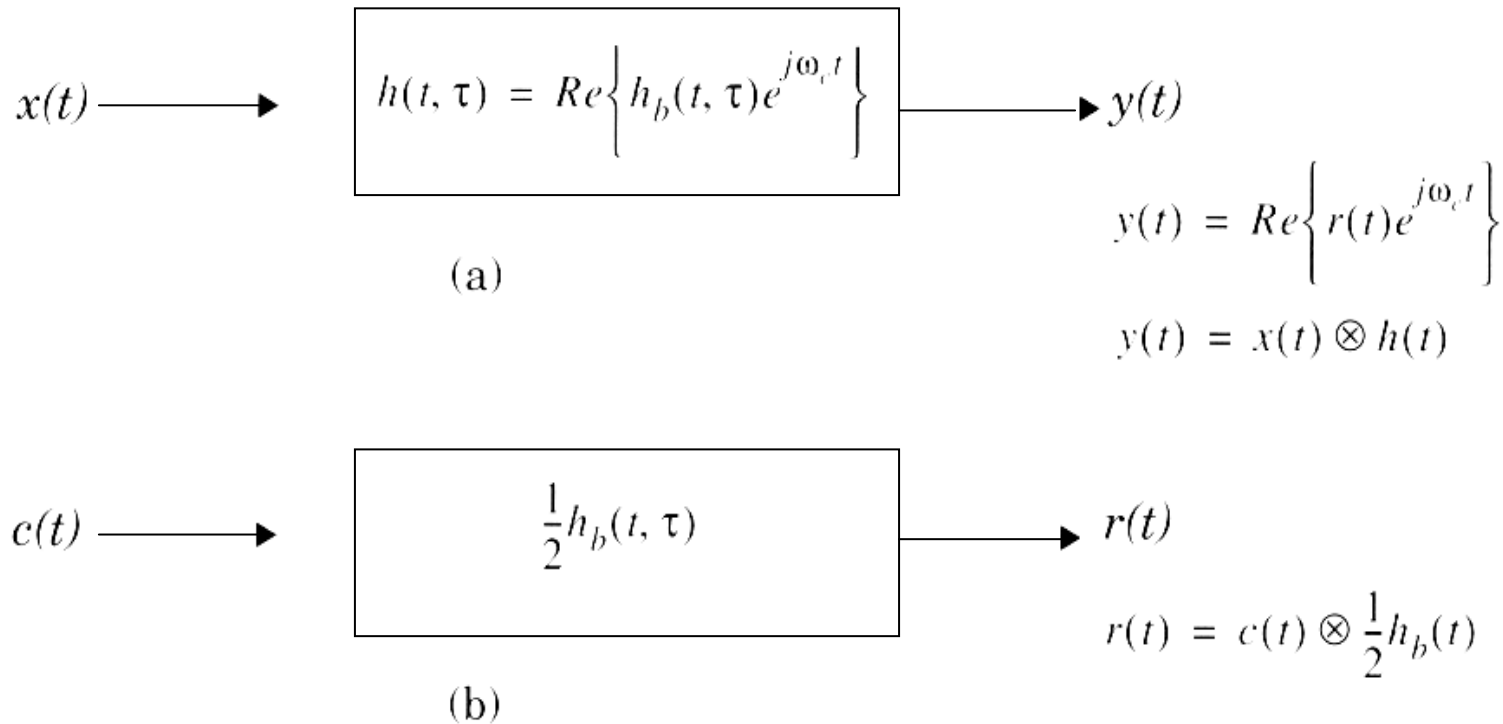 x(t) h(t, τ) = Re{h_b(t, τ)e^{jω_c t}} y(t)
y(t) = Re{r(t)e^{jω_c t}}
(a)
y(t) = x(t) ⊗ h(t)
c(t) 1/2 h_b(t, τ) r(t)
r(t) = c(t) ⊗ 1/2 h_b(t)
(b)